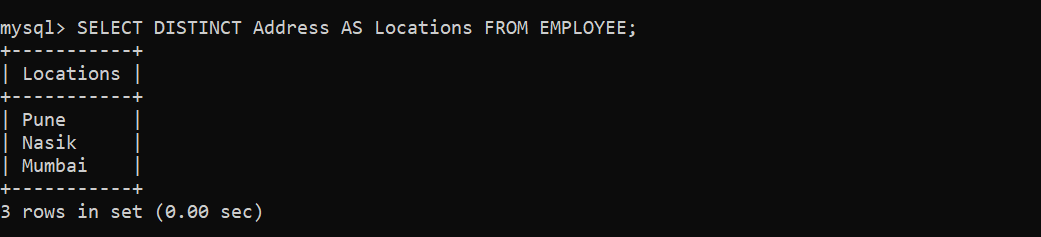 mysql> SELECT DISTINCT Address AS Locations FROM EMPLOYEE;
+-----------+
| Locations |
+-----------+
| Pune      |
| Nasik     |
| Mumbai    |
+-----------+
3 rows in set (0.00 sec)